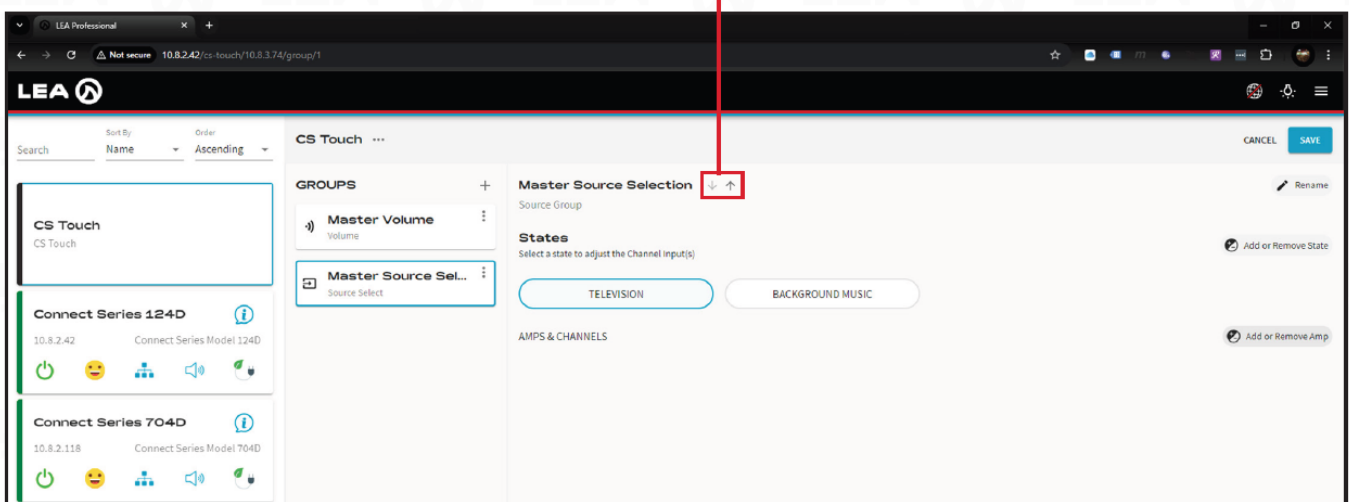 LEA Professional
Not secure 10.8.2.42/cs-touch/10.8.3.74/group/1
LEA
Search
Sort By
Name
Order
Ascending
CS Touch
CS Touch
Connect Series 124D
10.8.2.42 Connect Series Model 124D
Connect Series 704D
10.8.2.118 Connect Series Model 704D
CS Touch ...
CANCEL SAVE
GROUPS
Master Volume
Volume
Master Source Sel...
Source Select
Master Source Selection
Source Group
Rename
States
Select a state to adjust the Channel Input(s)
Add or Remove State
TELEVISION BACKGROUND MUSIC
AMPS & CHANNELS
Add or Remove Amp